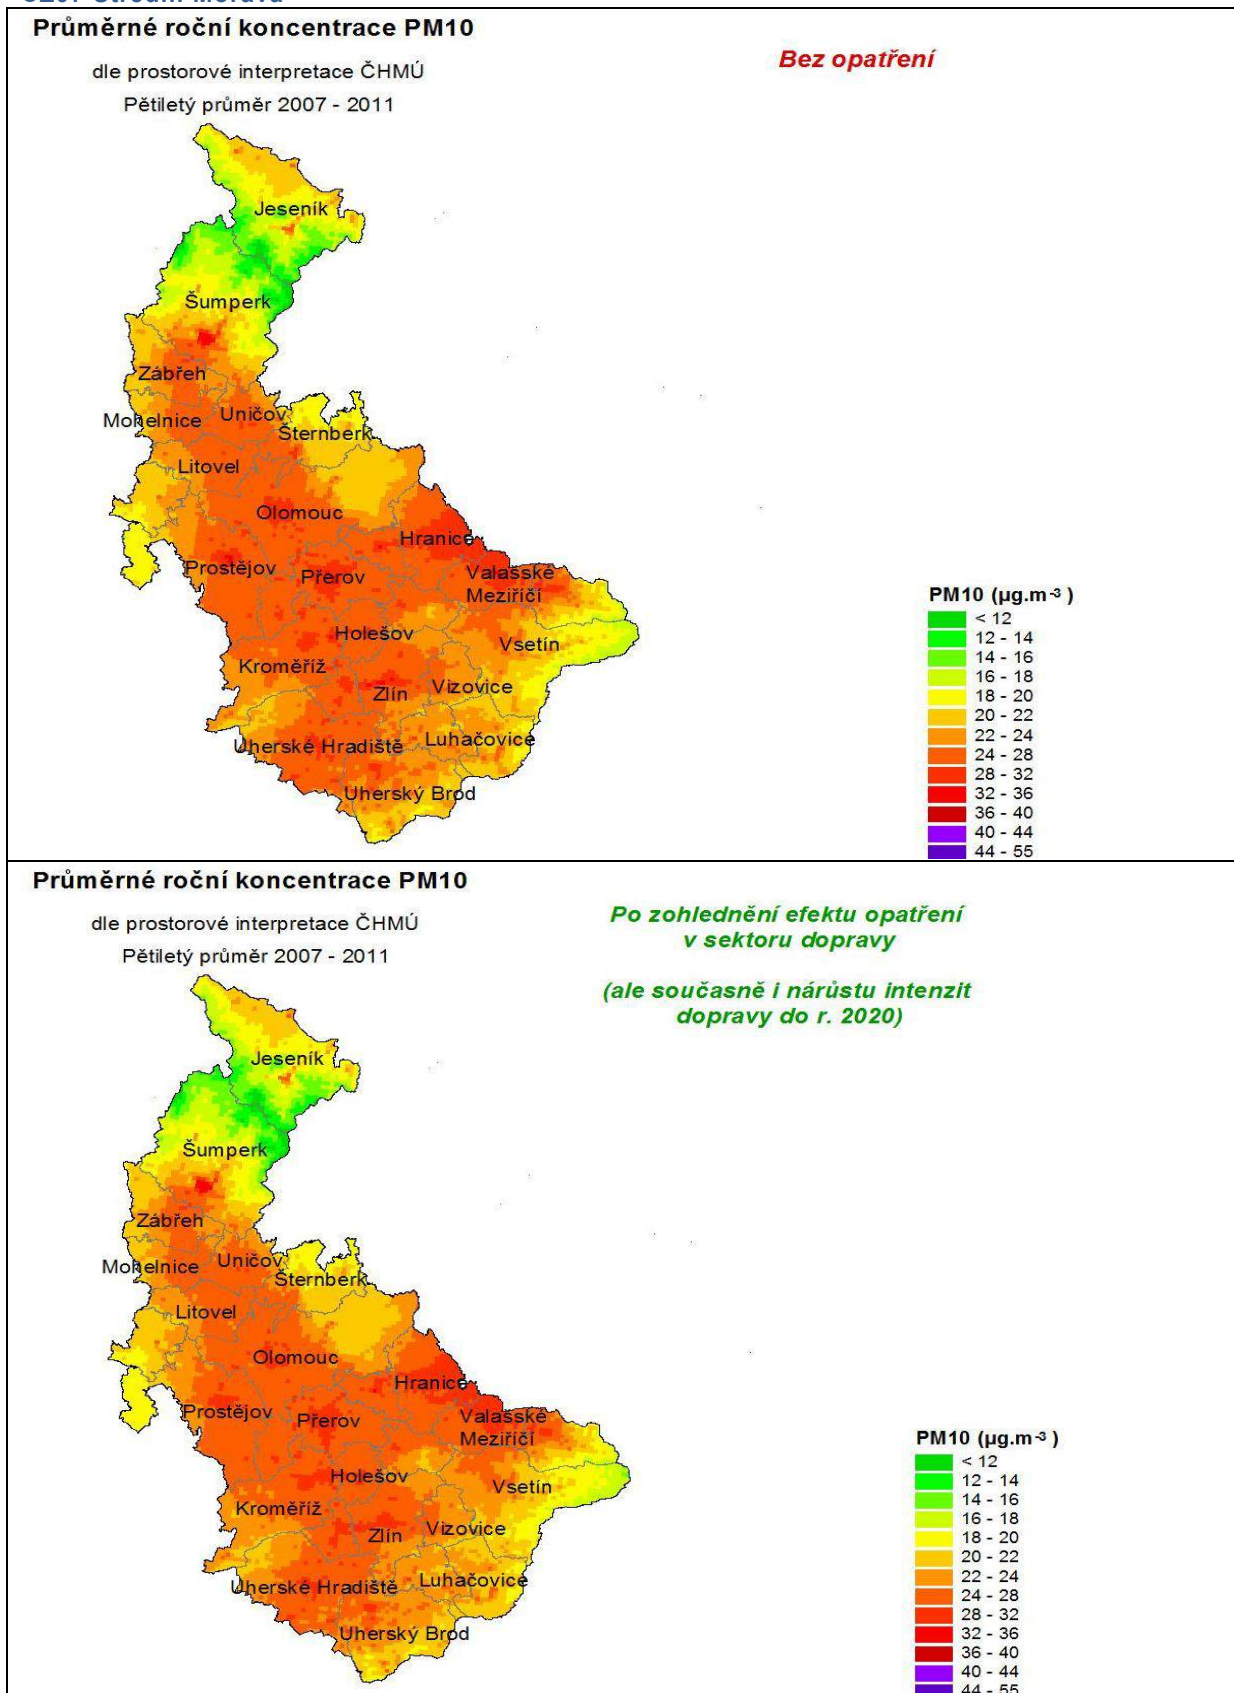 Průměrné roční koncentrace PM10
dle prostorové interpretace ČHMÚ
Pětiletý průměr 2007 - 2011
Bez opatření
Jeseník
Šumperk
Zábřeh
Mohelnice
Uničov
Šternberk
Litovel
Olomouc
Hranice
Prostějov
Přerov
Valašské
Meziříčí
Holešov
Vsetín
Kroměříž
Zlín
Vizovice
Uherské Hradiště
Luhačovice
Uherský Brod
PM10 (µg.m-3 )
< 12
12 - 14
14 - 16
16 - 18
18 - 20
20 - 22
22 - 24
24 - 28
28 - 32
32 - 36
36 - 40
40 - 44
44 - 55
Průměrné roční koncentrace PM10
dle prostorové interpretace ČHMÚ
Pětiletý průměr 2007 - 2011
Po zohlednění efektu opatření
v sektoru dopravy
(ale současně i nárůstu intenzit
dopravy do r. 2020)
Jeseník
Šumperk
Zábřeh
Mohelnice
Uničov
Šternberk
Litovel
Olomouc
Hranice
Prostějov
Přerov
Valašské
Meziříčí
Holešov
Vsetín
Kroměříž
Zlín
Vizovice
Uherské Hradiště
Luhačovice
Uherský Brod
PM10 (µg.m-3 )
< 12
12 - 14
14 - 16
16 - 18
18 - 20
20 - 22
22 - 24
24 - 28
28 - 32
32 - 36
36 - 40
40 - 44
44 - 55